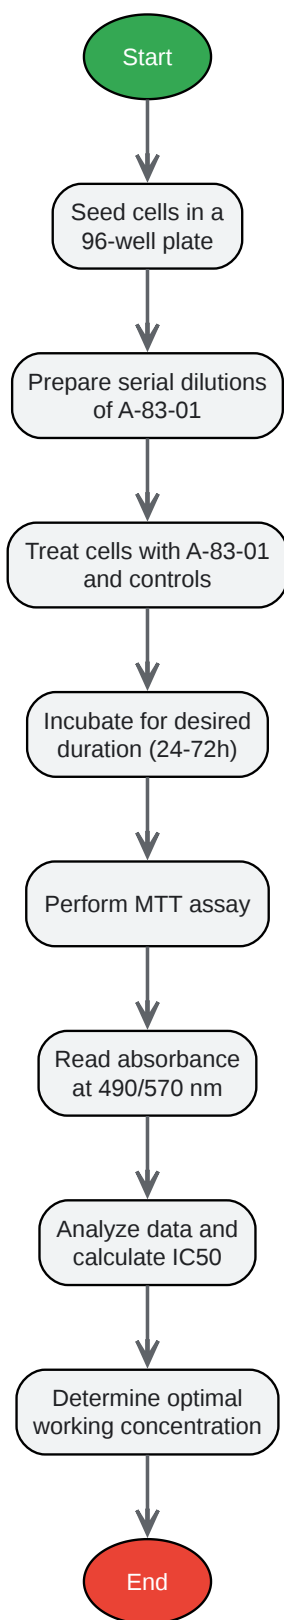 Start
Seed cells in a
96-well plate
Prepare serial dilutions
of A-83-01
Treat cells with A-83-01
and controls
Incubate for desired
duration (24-72h)
Perform MTT assay
Read absorbance
at 490/570 nm
Analyze data and
calculate IC50
Determine optimal
working concentration
End